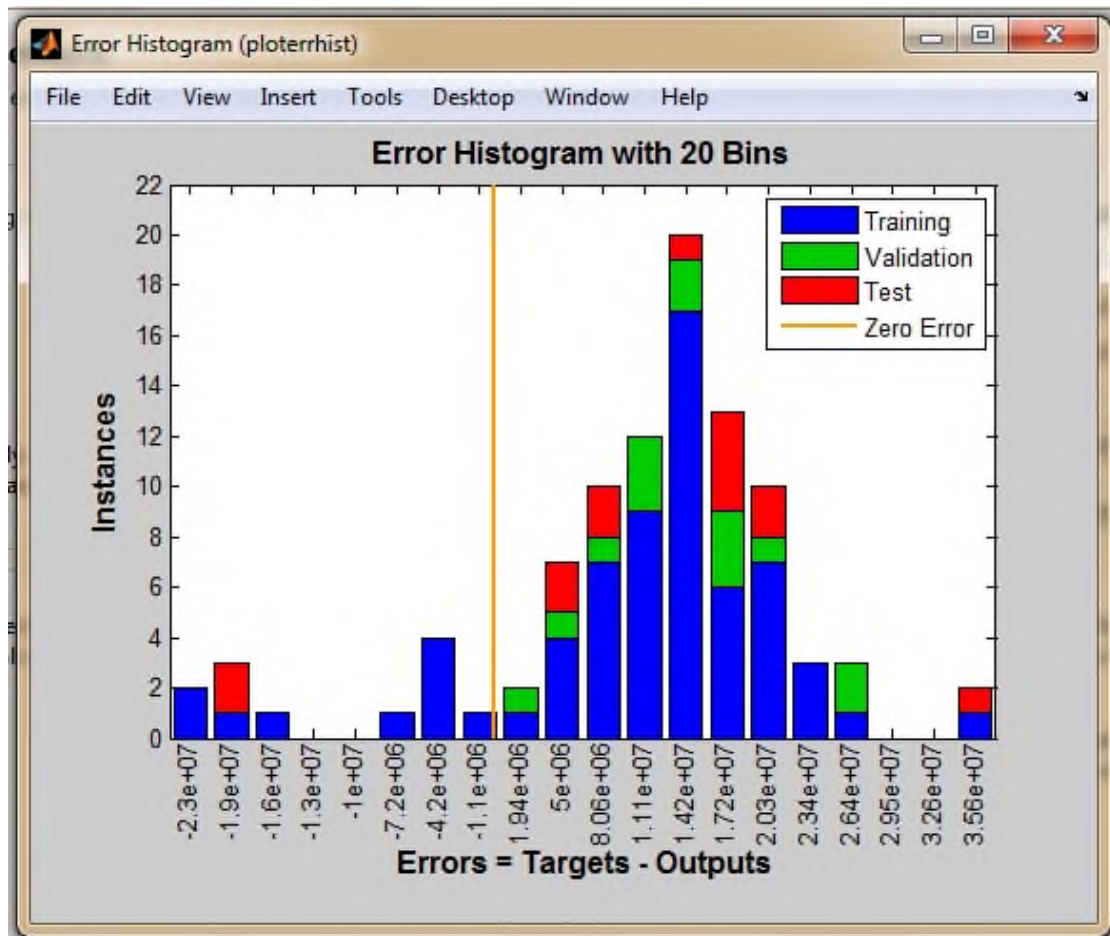 Error Histogram (ploterrhist)
File Edit View Insert Tools Desktop Window Help
Error Histogram with 20 Bins
22
20
18
16
14
12
10
8
6
4
2
0
Instances
Training
Validation
Test
Zero Error
-2.3e+07
-1.9e+07
-1.6e+07
-1.3e+07
-1e+07
-7.2e+06
-4.2e+06
-1.1e+06
1.94e+06
5e+06
8.06e+06
1.11e+07
1.42e+07
1.72e+07
2.03e+07
2.34e+07
2.64e+07
2.95e+07
3.26e+07
3.56e+07
Errors = Targets - Outputs